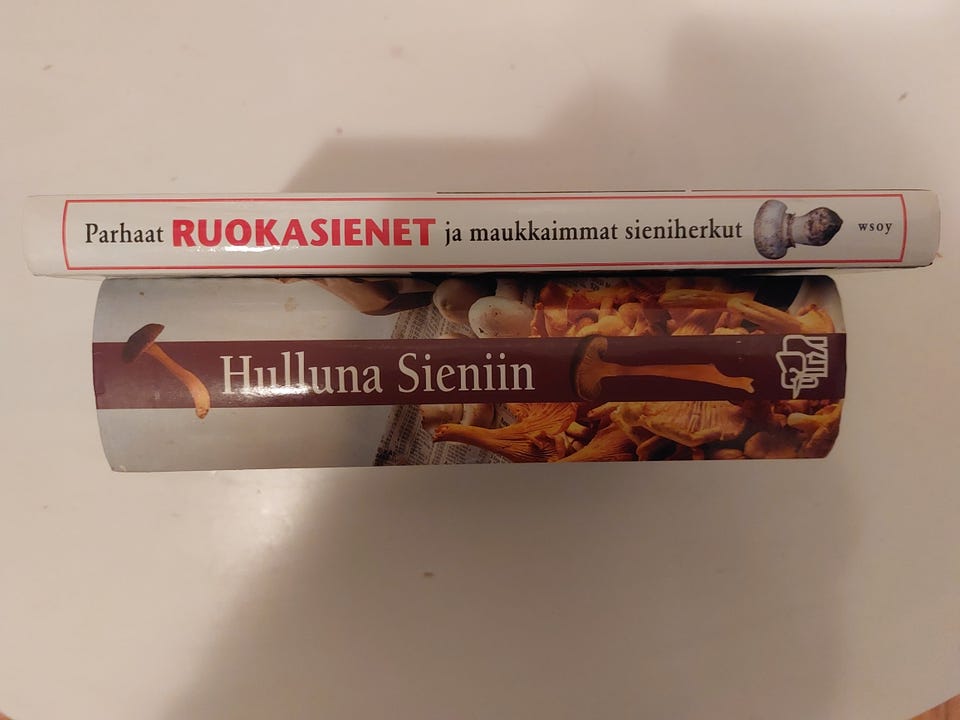 Parhaat RUOKASIENET ja maukkaimmat sieniherkut wsoy
Hulluna Sieniin